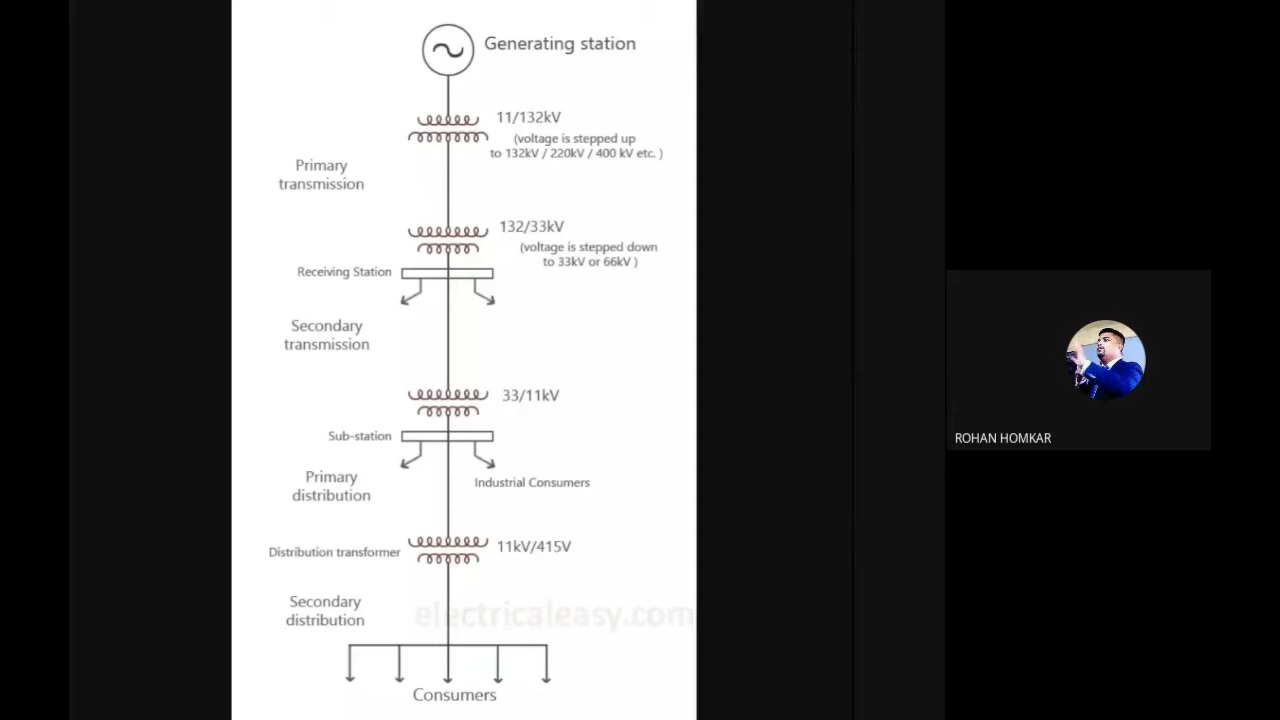 Generating station
11/132kV
(voltage is stepped up
to 132kV / 220kV / 400 kV etc. )
Primary
transmission
132/33kV
(voltage is stepped down
to 33kV or 66kV )
Receiving Station
Secondary
transmission
33/11kV
Sub-station
Primary
distribution
Industrial Consumers
Distribution transformer
11kV/415V
Secondary
distribution
electricaleasy.com
Consumers
ROHAN HOMKAR